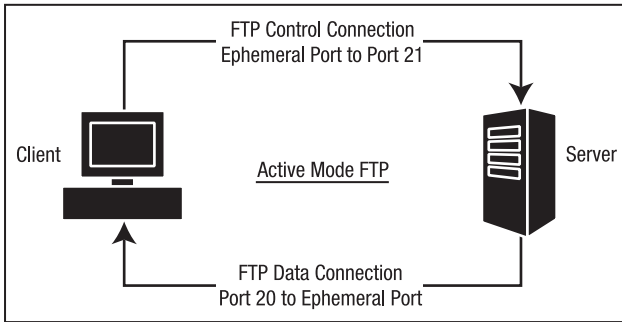 FTP Control Connection
Ephemeral Port to Port 21
Client
Active Mode FTP
Server
FTP Data Connection
Port 20 to Ephemeral Port